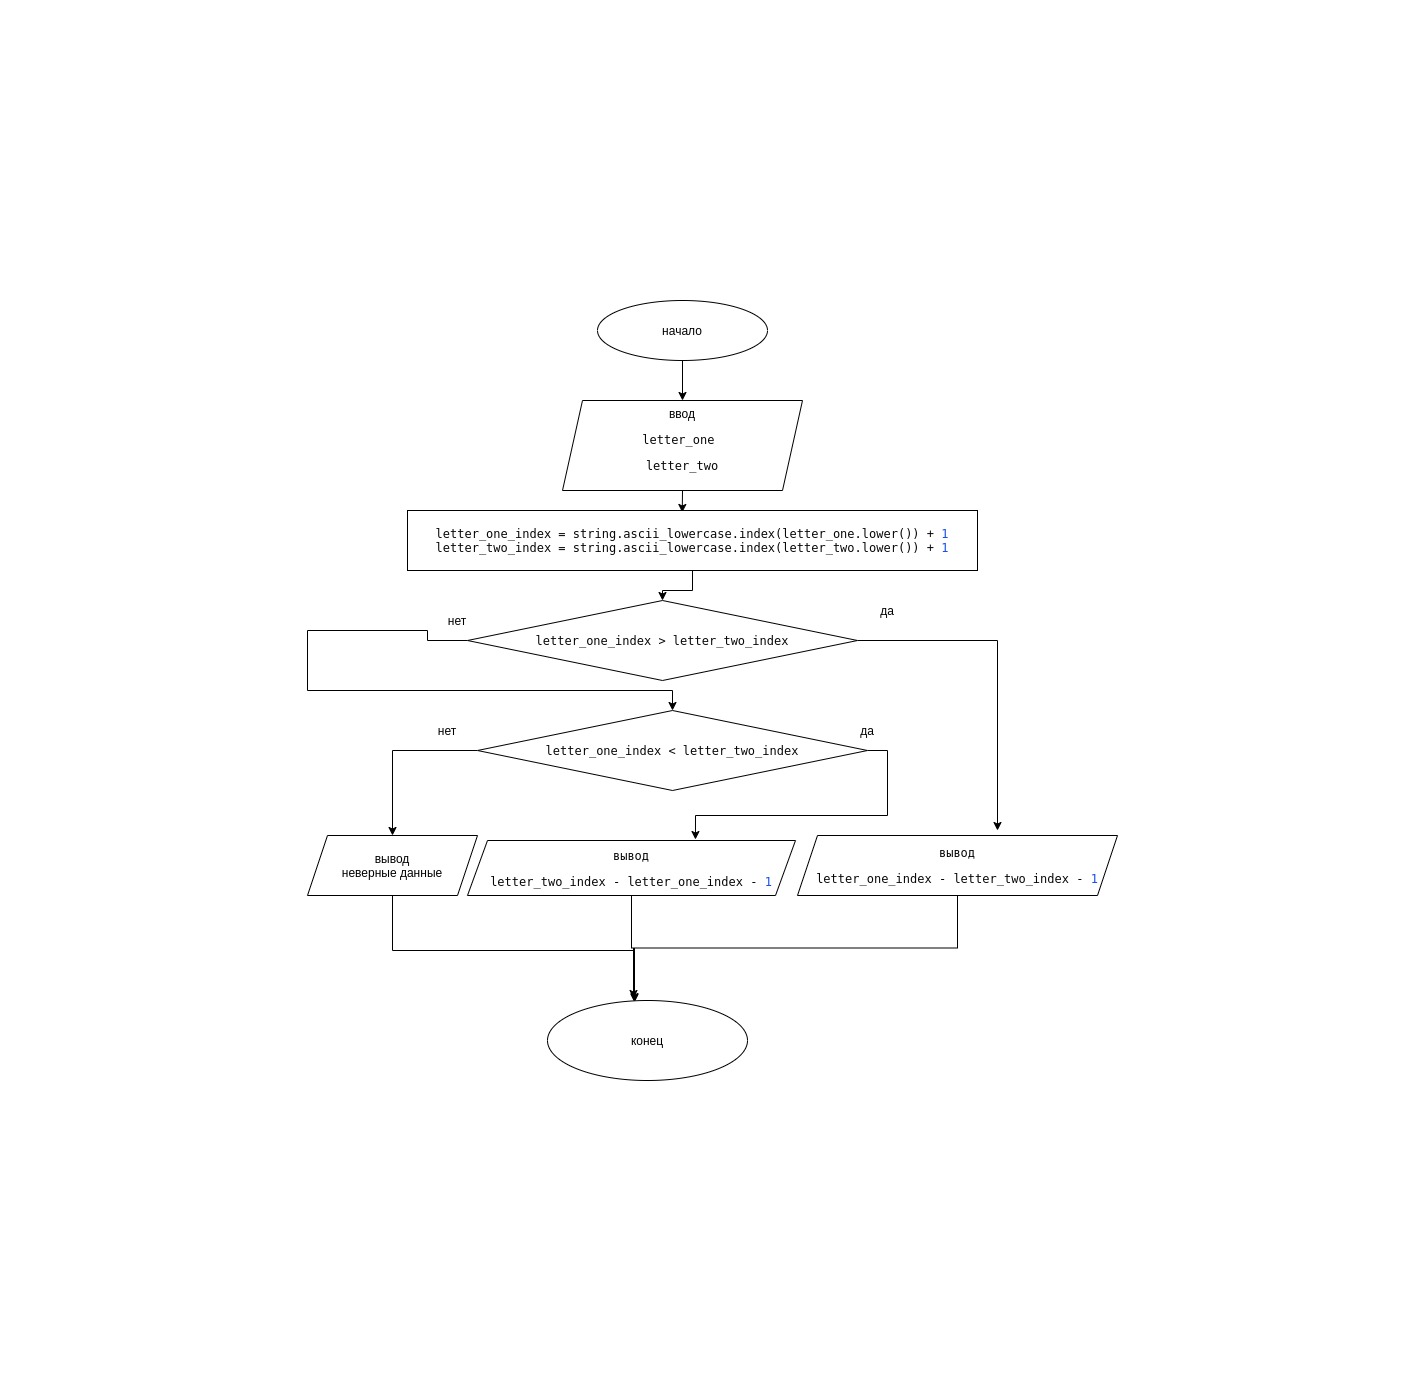 начало
ввод
letter_one
letter_two
letter_one_index = string.ascii_lowercase.index(letter_one.lower()) + 1
letter_two_index = string.ascii_lowercase.index(letter_two.lower()) + 1
нет
да
letter_one_index > letter_two_index
нет
да
letter_one_index < letter_two_index
вывод
неверные данные
вывод
letter_two_index - letter_one_index - 1
вывод
letter_one_index - letter_two_index - 1
конец